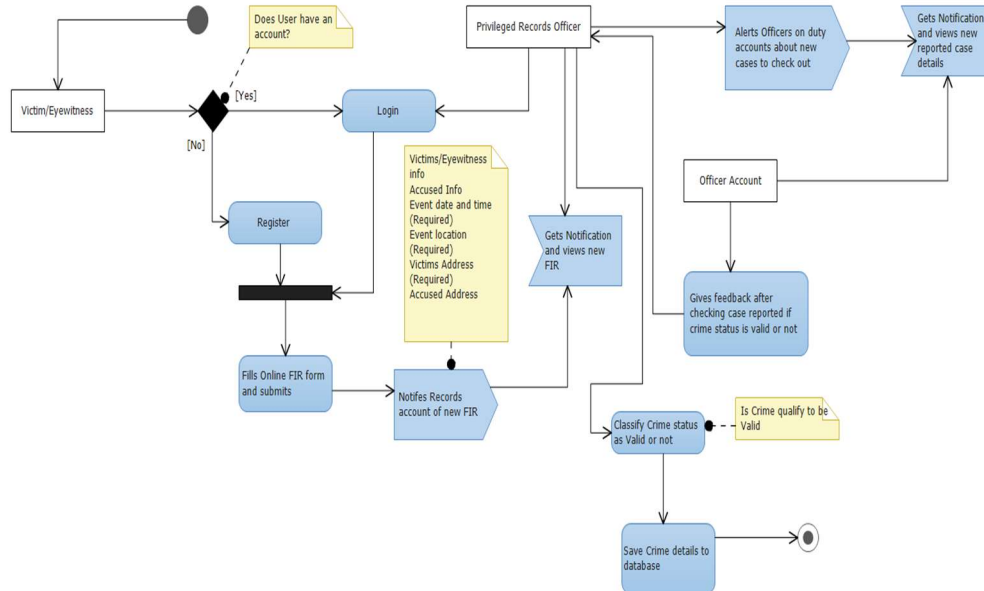 Does User have an
account?
Victim/Eyewitness
[Yes]
[No]
Login
Register
Fills Online FIR form
and submits
Victims/Eyewitness
info
Accused Info
Event date and time
(Required)
Event location
(Required)
Victims Address
(Required)
Accused Address
Notifes Records
account of new FIR
Privileged Records Officer
Gets Notification
and views new
FIR
Alerts Officers on duty
accounts about new
cases to check out
Gets Notification
and views new
reported case
details
Officer Account
Gives feedback after
checking case reported if
crime status is valid or not
Classify Crime status
as Valid or not
Is Crime qualify to be
Valid
Save Crime details to
database